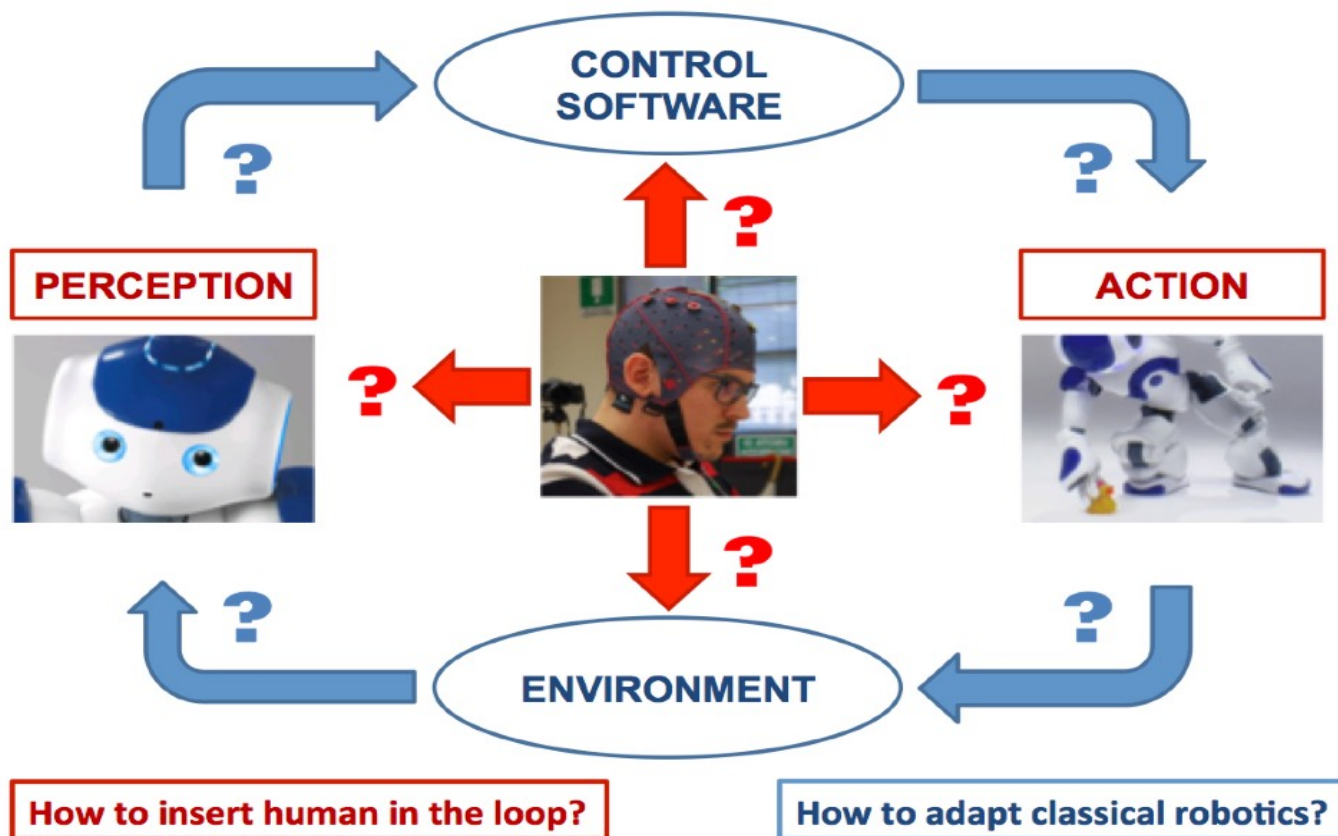 CONTROL
SOFTWARE
?
?
?
PERCEPTION
ACTION
?
?
?
?
?
ENVIRONMENT
How to insert human in the loop?
How to adapt classical robotics?